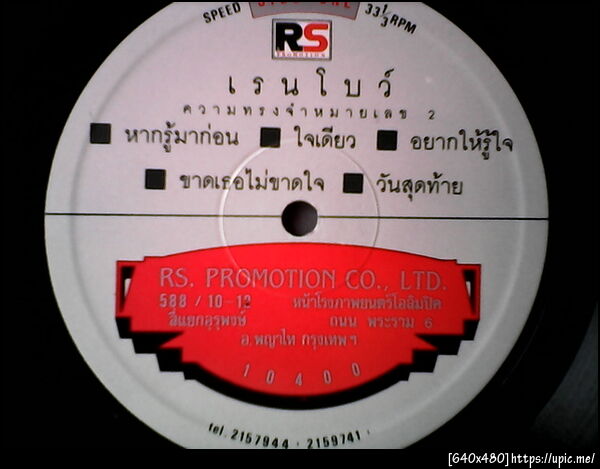 SPEED SIDE ONE 33 1/3 RPM
RS
PROMOTION
เรนโบว์
ความทรงจำหมายเลข 2
หากรู้มาก่อน ใจเดียว อยากให้รู้ใจ
ขาดเธอไม่ขาดใจ วันสุดท้าย
RS. PROMOTION CO., LTD.
588 / 10-12 หน้าโรงภาพยนตร์โอลิมปิค
สี่แยกอุรุพงษ์ ถนน พระราม 6
อ.พญาไท กรุงเทพฯ
10400
tel. 2157944 , 2159741 .
[640x480]https://upic.me/